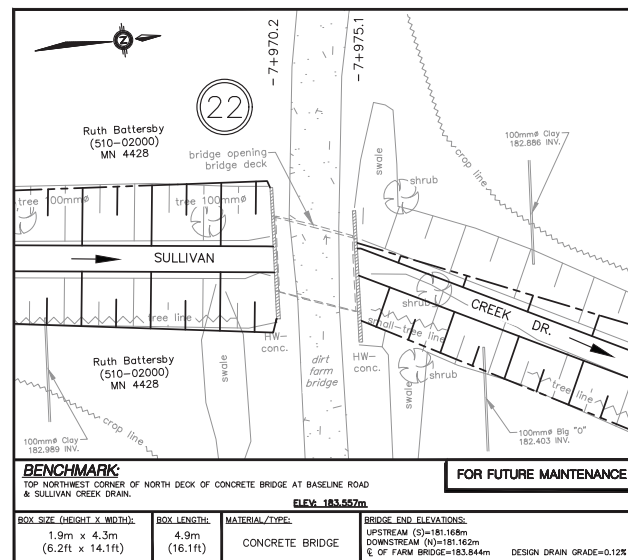 Z
-7+970.2
-7+975.1
22
Ruth Battersby
(510-02000)
MN 4428
bridge opening
bridge deck
swale
shrub
crop line
100mmø Clay
182.886 INV.
tree 100mmø
tree 100mmø
SULLIVAN
CREEK DR.
shrub
tree line
small-tree line
HW-
conc.
dirt
farm
bridge
HW-
conc.
swale
swale
shrub
tree line
Ruth Battersby
(510-02000)
MN 4428
crop line
100mmø Clay
182.989 INV.
100mmø Big "O"
182.403 INV.
BENCHMARK:
TOP NORTHWEST CORNER OF NORTH DECK OF CONCRETE BRIDGE AT BASELINE ROAD
& SULLIVAN CREEK DRAIN.
ELEV: 183.557m
FOR FUTURE MAINTENANCE
BOX SIZE (HEIGHT X WIDTH):
1.9m x 4.3m
(6.2ft x 14.1ft)
BOX LENGTH:
4.9m
(16.1ft)
MATERIAL/TYPE:
CONCRETE BRIDGE
BRIDGE END ELEVATIONS:
UPSTREAM (S)=181.168m
DOWNSTREAM (N)=181.162m
℄ OF FARM BRIDGE=183.844m
DESIGN DRAIN GRADE=0.12%